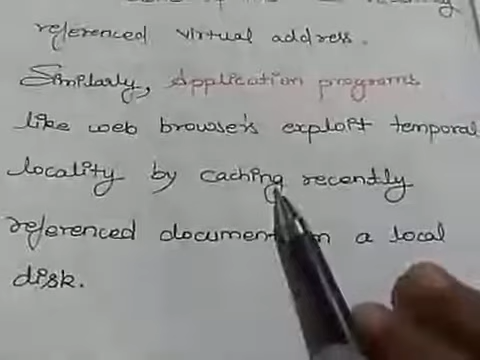 referenced virtual address.
Similarly, Application programs
like web browsers exploit temporal
locality by caching recently
referenced document in a local
disk.